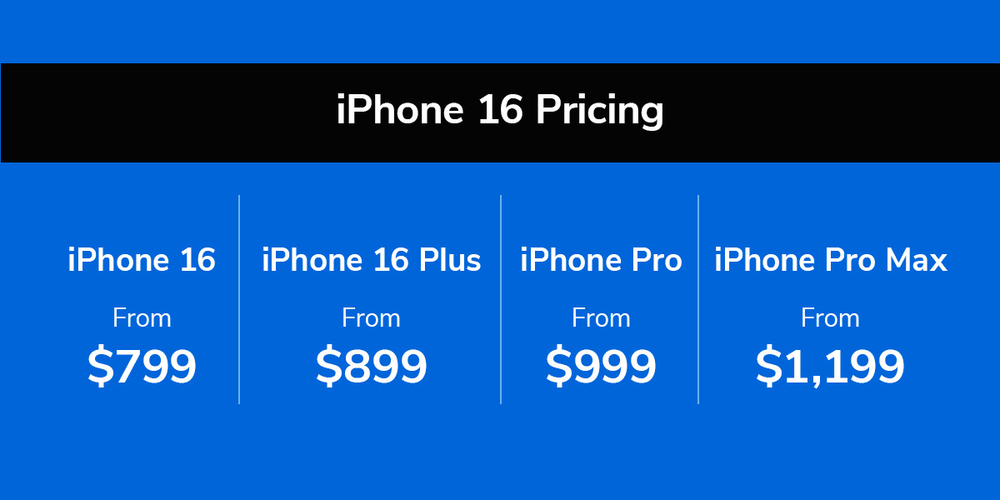 iPhone 16 Pricing
iPhone 16
From
$799
iPhone 16 Plus
From
$899
iPhone Pro
From
$999
iPhone Pro Max
From
$1,199